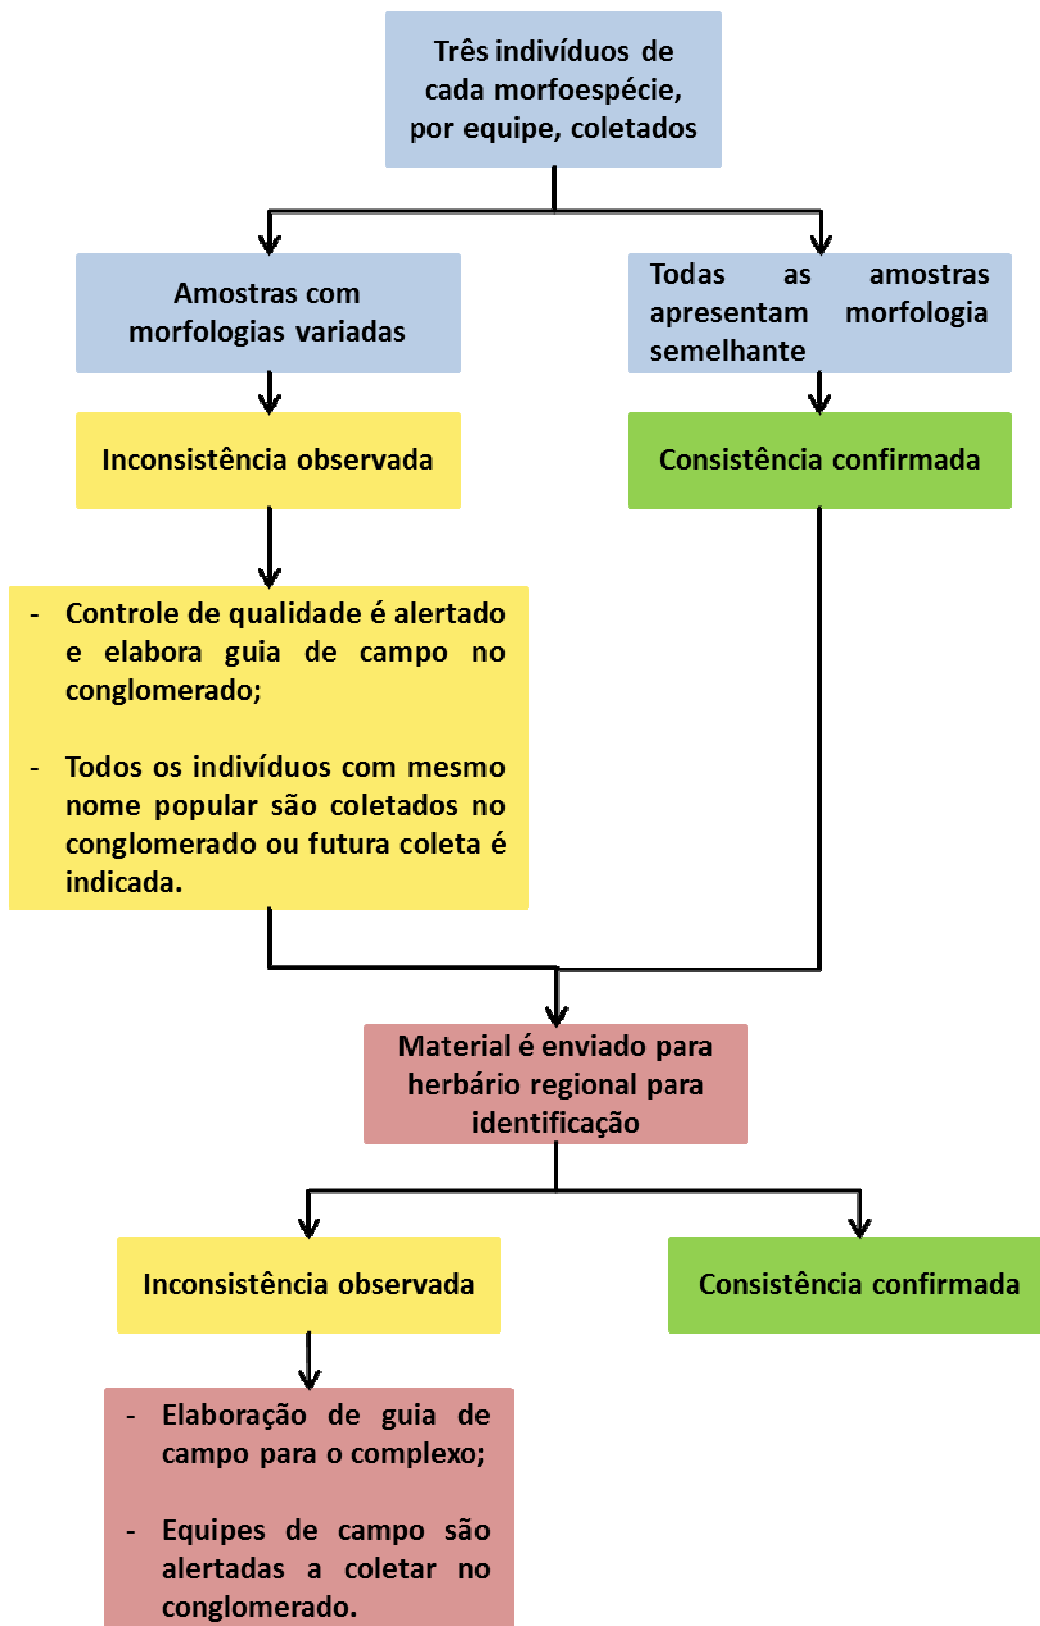 Três indivíduos de
cada morfoespécie,
por equipe, coletados
Amostras com
morfologias variadas
Todas as amostras
apresentam morfologia
semelhante
Inconsistência observada
Consistência confirmada
- Controle de qualidade é alertado
e elabora guia de campo no
conglomerado;
- Todos os indivíduos com mesmo
nome popular são coletados no
conglomerado ou futura coleta é
indicada.
Material é enviado para
herbário regional para
identificação
Inconsistência observada
Consistência confirmada
- Elaboração de guia de
campo para o complexo;
- Equipes de campo são
alertadas a coletar no
conglomerado.